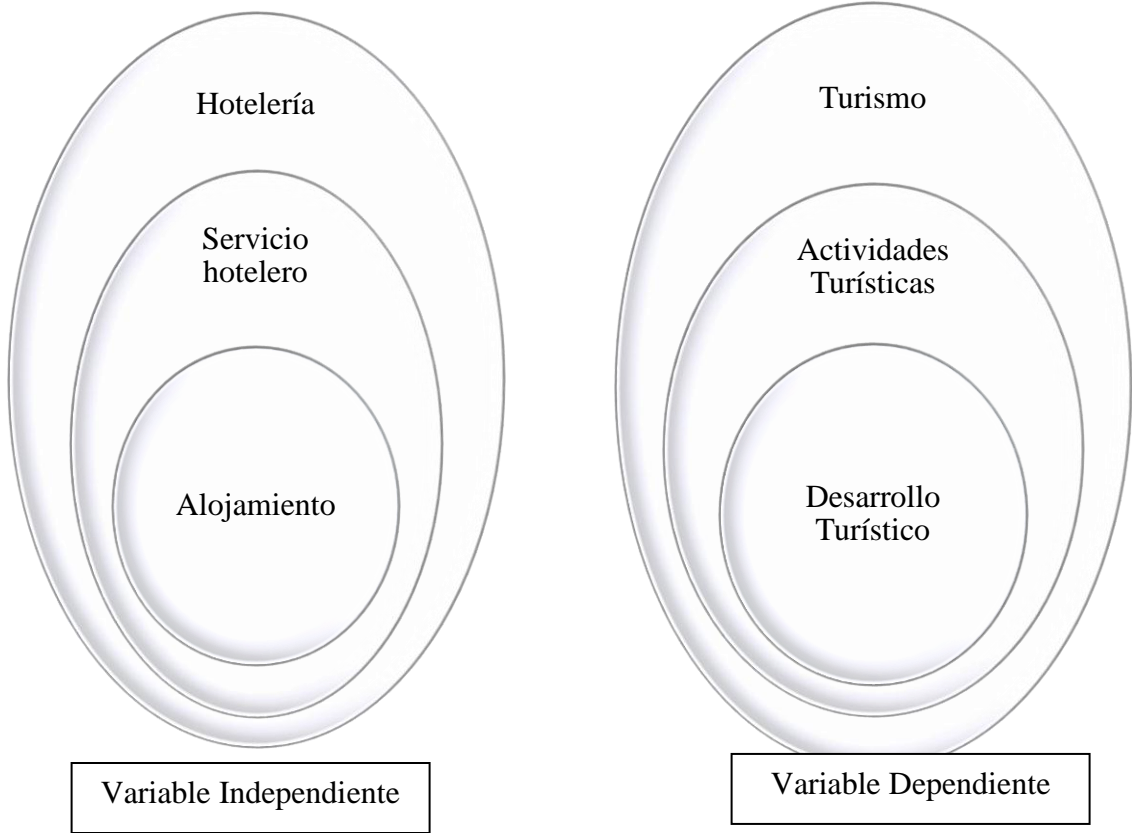 Hotelería
Servicio
hotelero
Alojamiento
Variable Independiente
Turismo
Actividades
Turísticas
Desarrollo
Turístico
Variable Dependiente